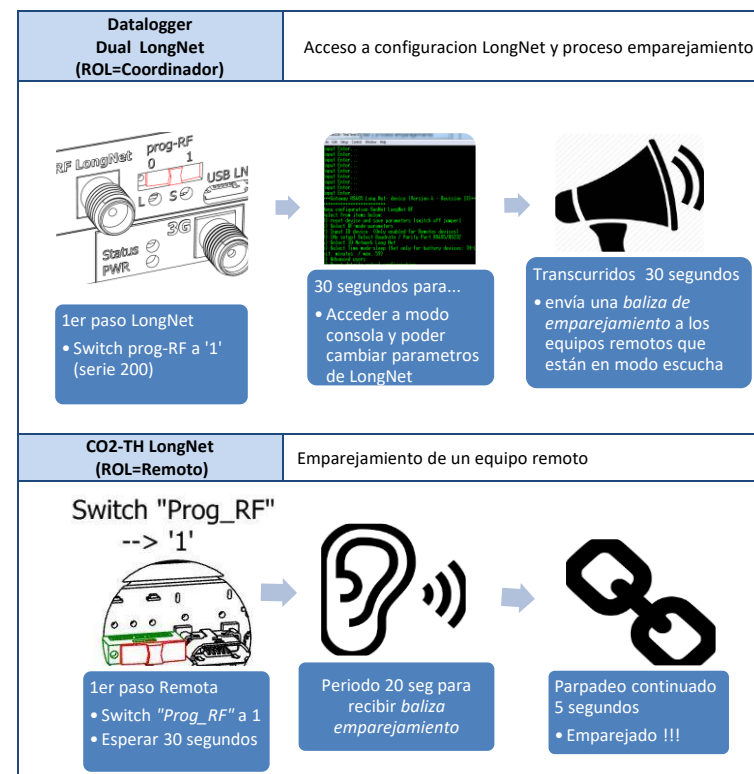 Datalogger
Dual LongNet
(ROL=Coordinador)
Acceso a configuracion LongNet y proceso emparejamiento
RF LongNet
prog-RF
0 1
USB LN
L S
3G
Status
PWR
1er paso LongNet
• Switch prog-RF a '1'
(serie 200)
30 segundos para...
• Acceder a modo
consola y poder
cambiar parametros
de LongNet
Transcurridos 30 segundos
• envía una baliza de
emparejamiento a los
equipos remotos que
están en modo escucha
CO2-TH LongNet
(ROL=Remoto)
Emparejamiento de un equipo remoto
Switch "Prog_RF"
--> '1'
1er paso Remota
• Switch "Prog_RF" a 1
• Esperar 30 segundos
Periodo 20 seg para
recibir baliza
emparejamiento
Parpadeo continuado
5 segundos
• Emparejado !!!